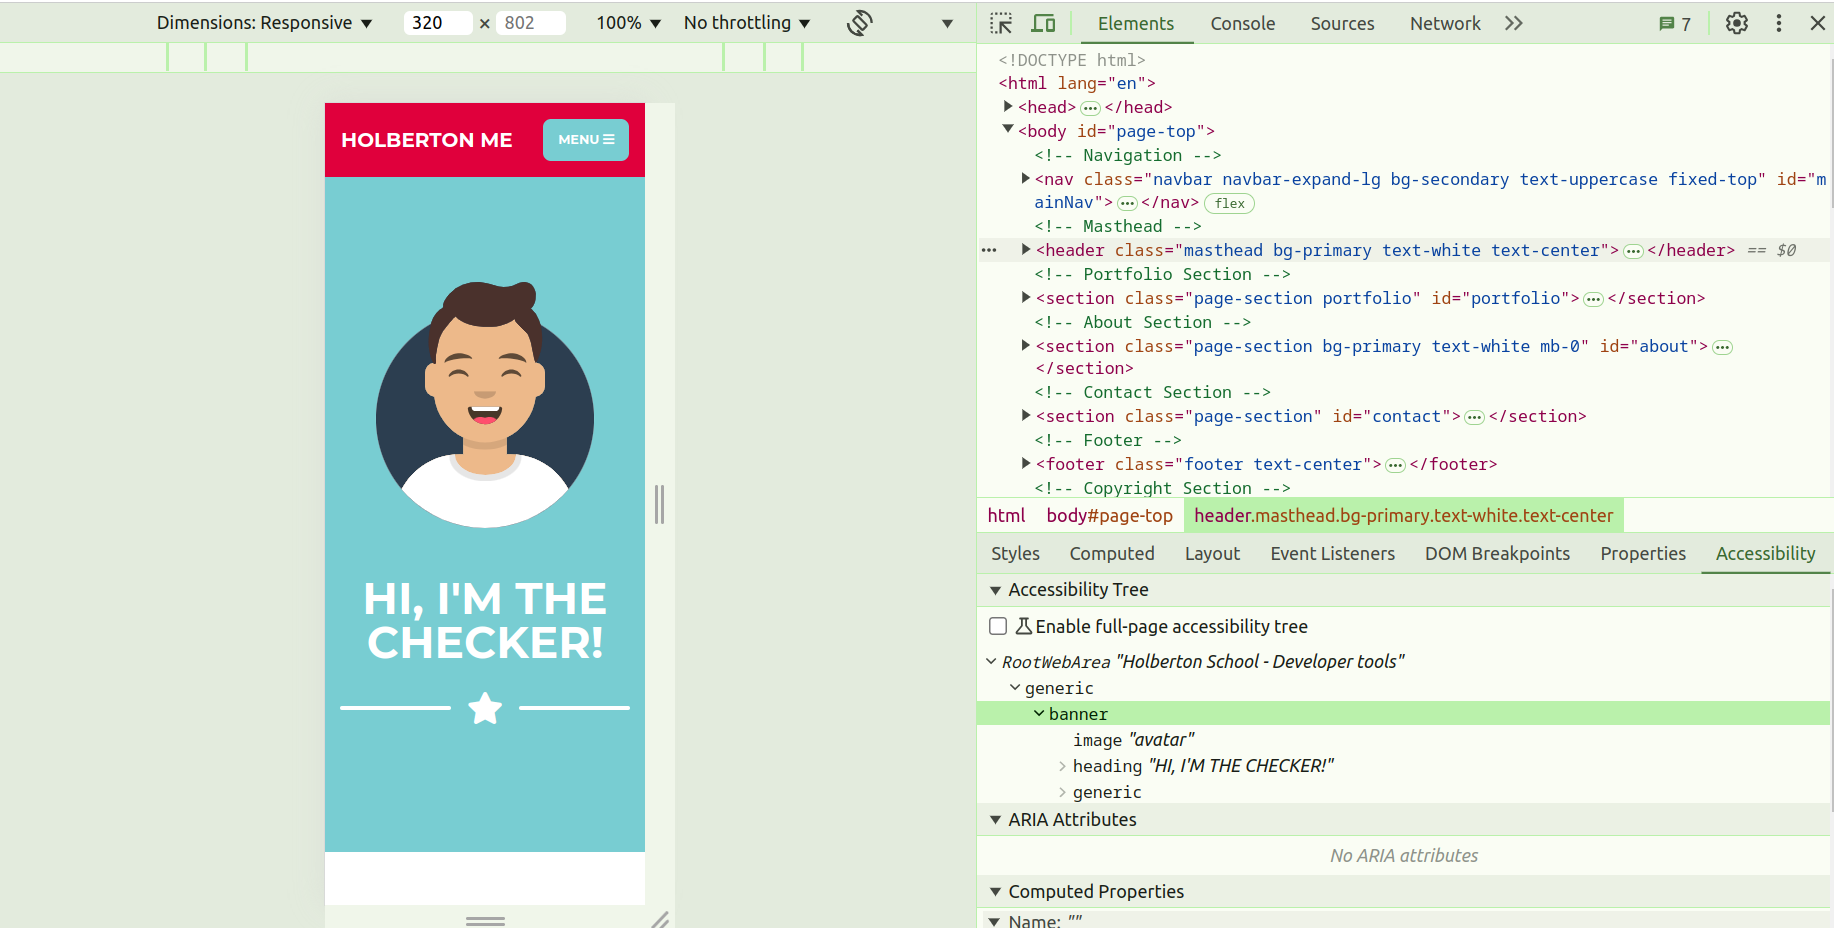 Dimensions: Responsive ▼ 320 × 802 100% ▼ No throttling ▼
HOLBERTON ME
MENU
HI, I'M THE
CHECKER!
Elements Console Sources Network 7
<!DOCTYPE html>
<html lang="en">
<head>…</head>
<body id="page-top">
<!-- Navigation -->
<nav class="navbar navbar-expand-lg bg-secondary text-uppercase fixed-top" id="m
ainNav">…</nav> flex
<!-- Masthead -->
<header class="masthead bg-primary text-white text-center">…</header> == $0
<!-- Portfolio Section -->
<section class="page-section portfolio" id="portfolio">…</section>
<!-- About Section -->
<section class="page-section bg-primary text-white mb-0" id="about">…
</section>
<!-- Contact Section -->
<section class="page-section" id="contact">…</section>
<!-- Footer -->
<footer class="footer text-center">…</footer>
<!-- Copyright Section -->
html body#page-top header.masthead.bg-primary.text-white.text-center
Styles Computed Layout Event Listeners DOM Breakpoints Properties Accessibility
Accessibility Tree
Enable full-page accessibility tree
RootWebArea "Holberton School - Developer tools"
generic
banner
image "avatar"
heading "HI, I'M THE CHECKER!"
generic
ARIA Attributes
No ARIA attributes
Computed Properties
Name: ""